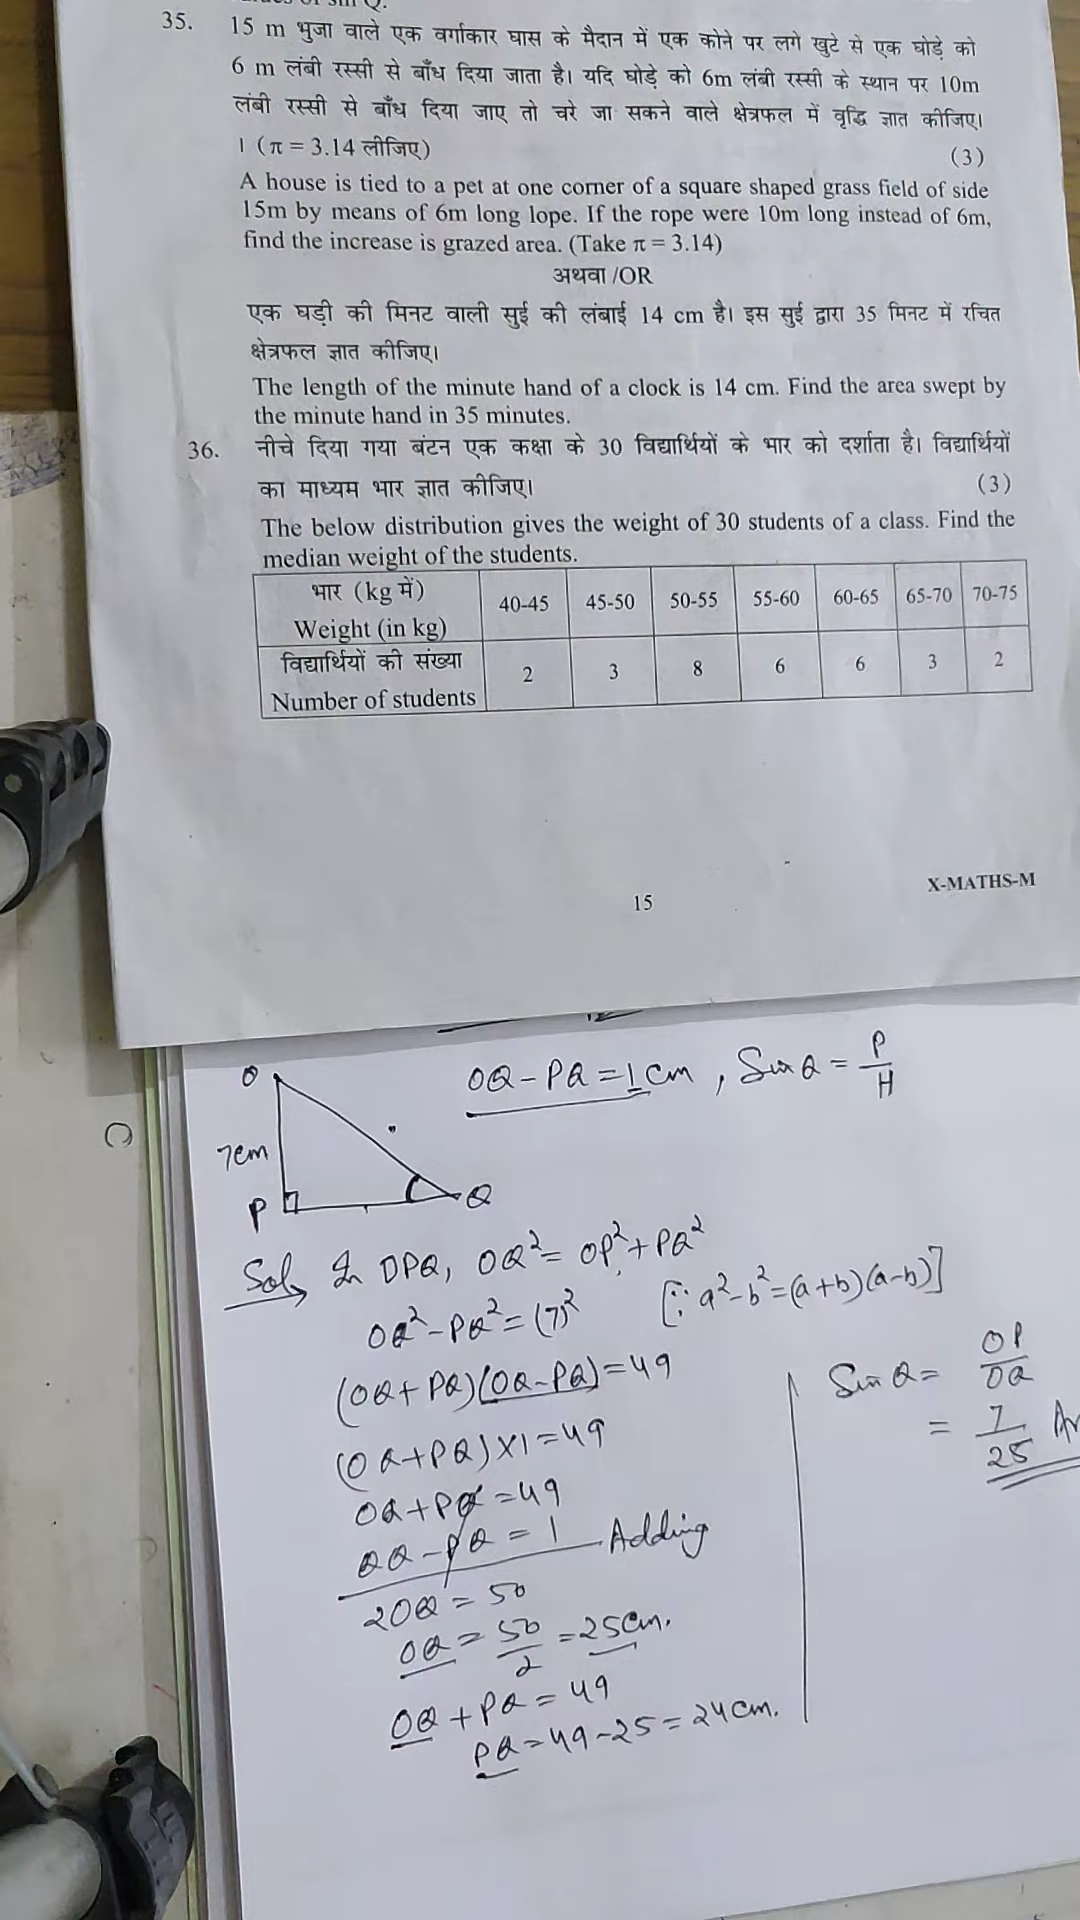 35. 15 m भुजा वाले एक वर्गाकार घास के मैदान में एक कोने पर लगे खुटे से एक घोड़े को
6 m लंबी रस्सी से बाँध दिया जाता है। यदि घोड़े को 6m लंबी रस्सी के स्थान पर 10m
लंबी रस्सी से बाँध दिया जाए तो चरे जा सकने वाले क्षेत्रफल में वृद्धि ज्ञात कीजिए।
। (π = 3.14 लीजिए) (3)
A house is tied to a pet at one corner of a square shaped grass field of side
15m by means of 6m long lope. If the rope were 10m long instead of 6m,
find the increase is grazed area. (Take π = 3.14)
अथवा /OR
एक घड़ी की मिनट वाली सुई की लंबाई 14 cm है। इस सुई द्वारा 35 मिनट में रचित
क्षेत्रफल ज्ञात कीजिए।
The length of the minute hand of a clock is 14 cm. Find the area swept by
the minute hand in 35 minutes.
36. नीचे दिया गया बंटन एक कक्षा के 30 विद्यार्थियों के भार को दर्शाता है। विद्यार्थियों
का माध्यम भार ज्ञात कीजिए। (3)
The below distribution gives the weight of 30 students of a class. Find the
median weight of the students.
भार (kg में)
Weight (in kg) 40-45 45-50 50-55 55-60 60-65 65-70 70-75
विद्यार्थियों की संख्या
Number of students 2 3 8 6 6 3 2
15
X-MATHS-M
OQ - PQ = 1 cm, Sin Q = P/H
O
7cm
P Q
Sol, In OPQ, OQ² = OP² + PQ²
OQ² - PQ² = (7)² [∵ a² - b² = (a+b)(a-b)]
(OQ + PQ)(OQ - PQ) = 49
(OQ + PQ) × 1 = 49
OQ + PQ = 49
OQ - PQ = 1 Adding
2OQ = 50
OQ = 50/2 = 25cm.
OQ + PQ = 49
PQ = 49 - 25 = 24cm.
Sin Q = OP/OQ
= 7/25